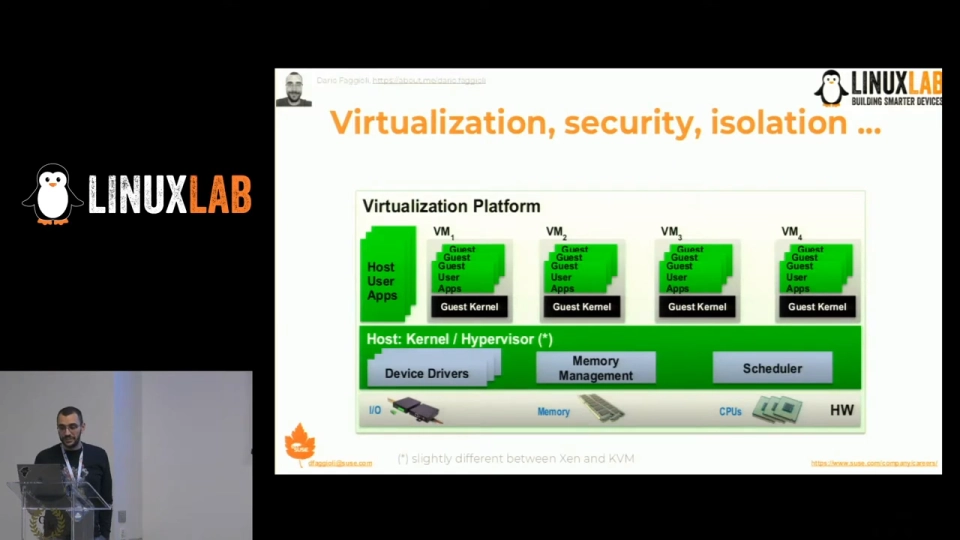 Dario Faggioli, https://about.me/dario.faggioli
LINUXLAB
BUILDING SMARTER DEVICES
Virtualization, security, isolation ...
LINUXLAB
Virtualization Platform
VM1
VM2
VM3
VM4
Host
User
Apps
Guest
Guest
Guest
User
Apps
Guest Kernel
Guest
Guest
Guest
User
Apps
Guest Kernel
Guest
Guest
Guest
User
Apps
Guest Kernel
Guest
Guest
Guest
User
Apps
Guest Kernel
Host: Kernel / Hypervisor (*)
Device Drivers
Memory
Management
Scheduler
I/O
Memory
CPUs
HW
(*) slightly different between Xen and KVM
dfaggioli@suse.com
https://www.suse.com/company/careers/